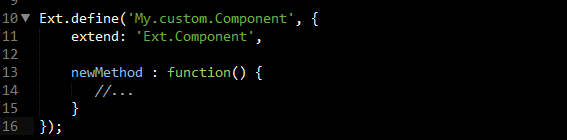 10 Ext.define('My.custom.Component', {
11     extend: 'Ext.Component',
12
13     newMethod : function() {
14        //...
15     }
16 });